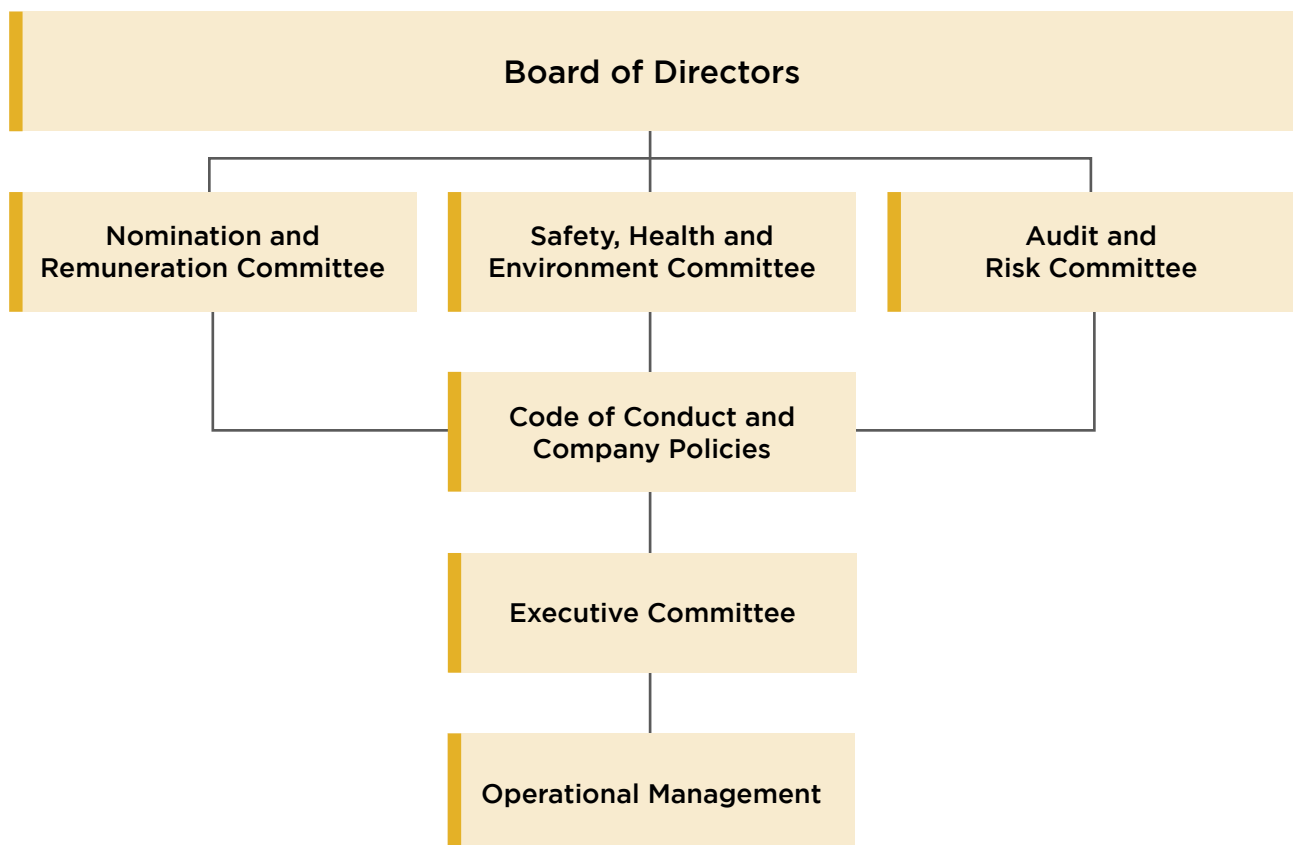 Board of Directors
Nomination and
Remuneration Committee
Safety, Health and
Environment Committee
Audit and
Risk Committee
Code of Conduct and
Company Policies
Executive Committee
Operational Management